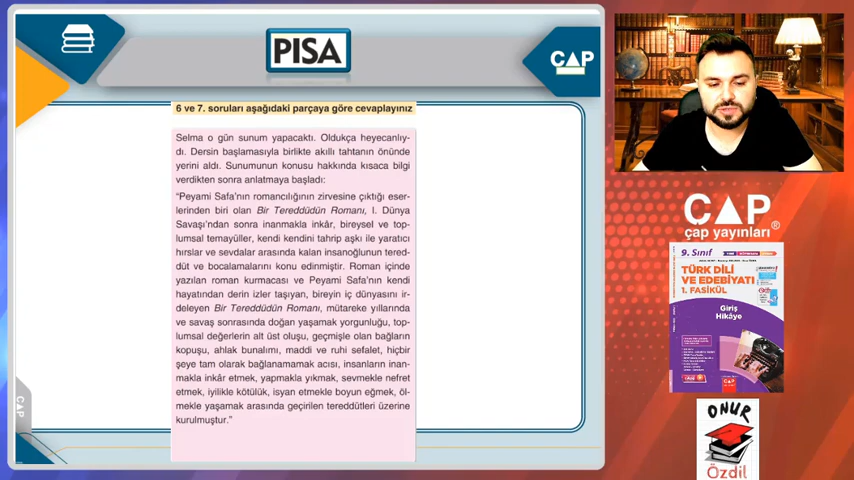 PISA
ÇAP
6 ve 7. soruları aşağıdaki parçaya göre cevaplayınız
Selma o gün sunum yapacaktı. Oldukça heyecanlıy-
dı. Dersin başlamasıyla birlikte akıllı tahtanın önünde
yerini aldı. Sunumunun konusu hakkında kısaca bilgi
verdikten sonra anlatmaya başladı:
“Peyami Safa’nın romancılığının zirvesine çıktığı eser-
lerinden biri olan Bir Tereddüdün Romanı, I. Dünya
Savaşı’ndan sonra inanmakla inkâr, bireysel ve top-
lumsal temayüller, kendi kendini tahrip aşkı ile yaratıcı
hırslar ve sevdalar arasında kalan insanoğlunun tered-
düt ve bocalamalarını konu edinmiştir. Roman içinde
yazılan roman kurmacası ve Peyami Safa’nın kendi
hayatından derin izler taşıyan, bireyin iç dünyasını ir-
deleyen Bir Tereddüdün Romanı, mütareke yıllarında
ve savaş sonrasında doğan yaşamak yorgunluğu, top-
lumsal değerlerin alt üst oluşu, geçmişle olan bağların
kopuşu, ahlak bunalımı, maddi ve ruhi sefalet, hiçbir
şeye tam olarak bağlanamamak acısı, insanların inan-
makla inkâr etmek, yapmakla yıkmak, sevmekle nefret
etmek, iyilikle kötülük, isyan etmekle boyun eğmek, öl-
mekle yaşamak arasında geçirilen tereddütleri üzerine
kurulmuştur.”
ÇAP
ÇAP
çap yayınları®
9. Sınıf
TÜRK DİLİ
VE EDEBİYATI
1. FASİKÜL
Giriş
Hikâye
ONUR
Özdil